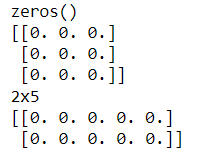 zeros()
[[0. 0. 0.]
 [0. 0. 0.]
 [0. 0. 0.]]
2x5
[[0. 0. 0. 0. 0.]
 [0. 0. 0. 0. 0.]]